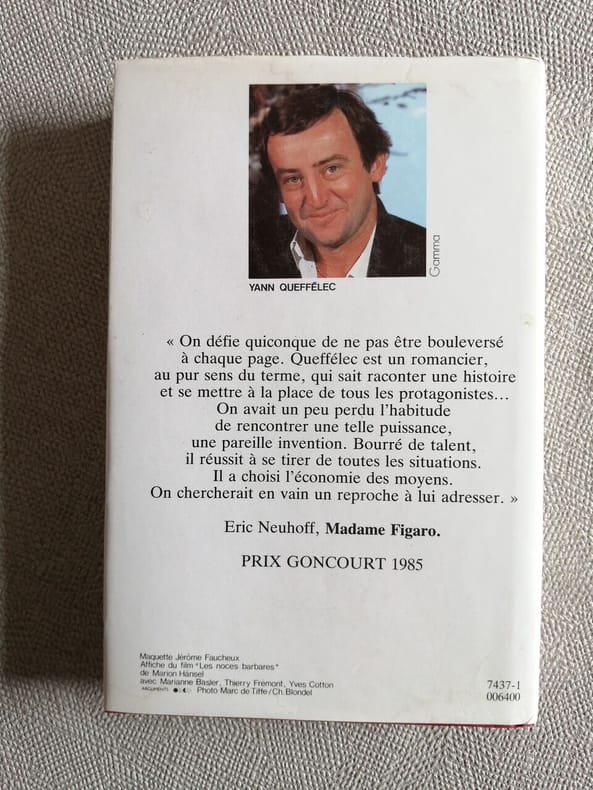 Gamma
YANN QUEFFÉLEC
« On défie quiconque de ne pas être bouleversé
à chaque page. Queffélec est un romancier,
au pur sens du terme, qui sait raconter une histoire
et se mettre à la place de tous les protagonistes...
On avait un peu perdu l'habitude
de rencontrer une telle puissance,
une pareille invention. Bourré de talent,
il réussit à se tirer de toutes les situations.
Il a choisi l'économie des moyens.
On chercherait en vain un reproche à lui adresser. »
Eric Neuhoff, Madame Figaro.
PRIX GONCOURT 1985
Maquette Jérôme Faucheux
Affiche du film "Les noces barbares"
de Marion Hänsel
avec Marianne Basler, Thierry Frémont, Yves Cotton
ARGUMENTS Photo Marc de Tiffe/Ch. Blondel
7437-1
006400